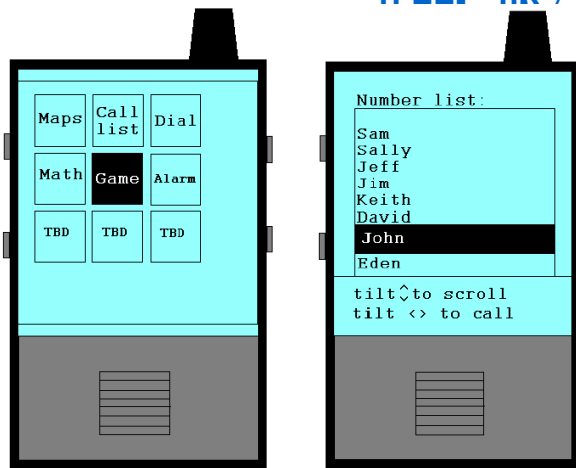 Maps Call list Dial
Math Game Alarm
TBD TBD TBD
Number list:
Sam
Sally
Jeff
Jim
Keith
David
John
Eden
tilt to scroll
tilt <> to call